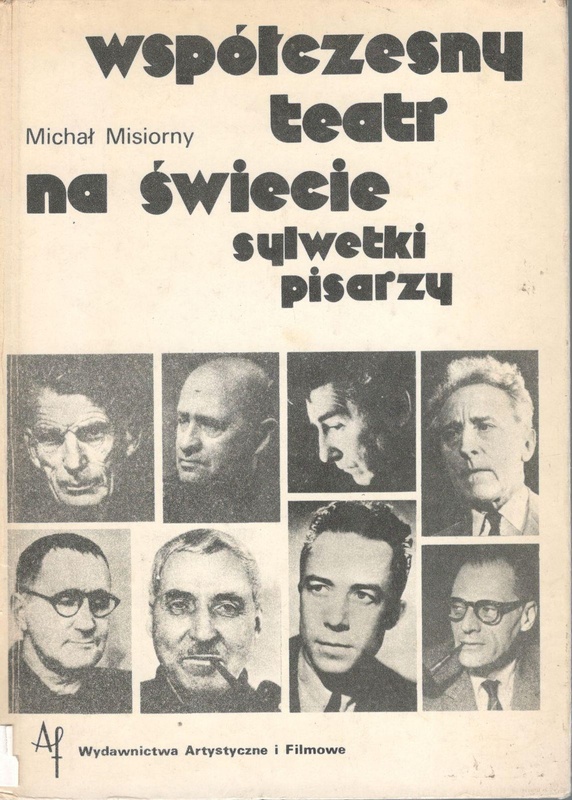 współczesny
teatr
Michał Misiorny
na świecie
sylwetki
pisarzy
Af
Wydawnictwa Artystyczne i Filmowe